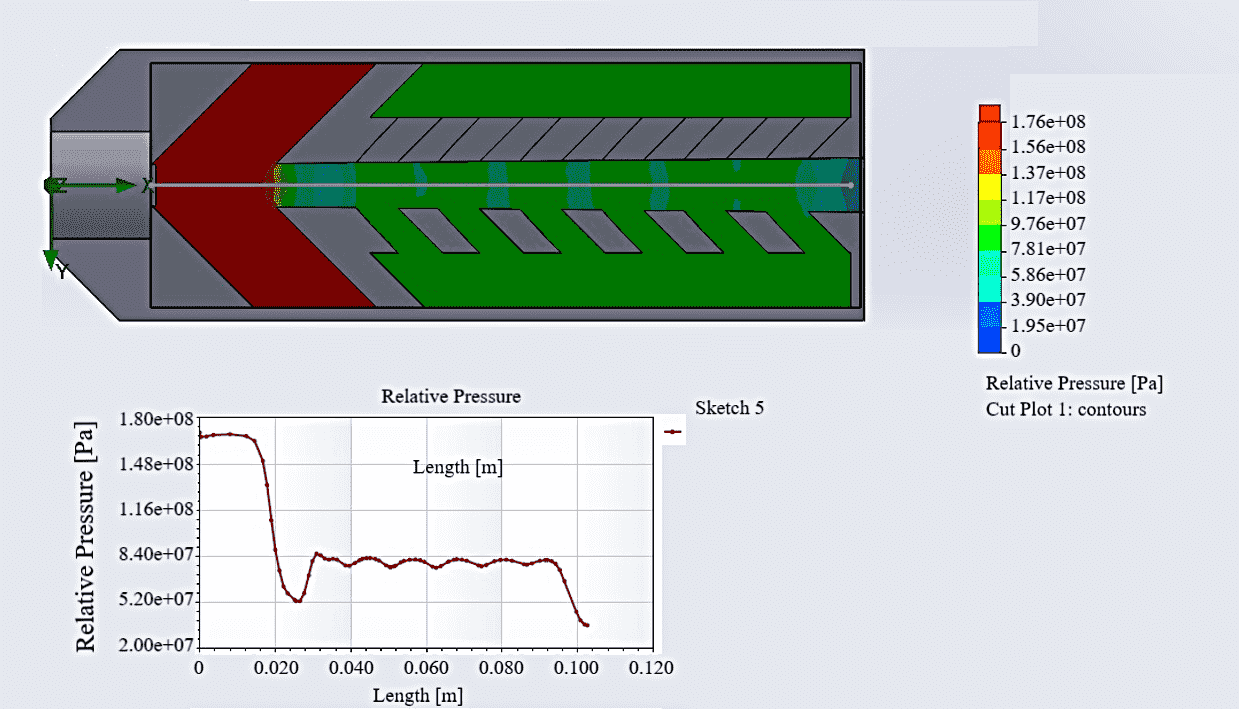 Z
X
Y
1.76e+08
1.56e+08
1.37e+08
1.17e+08
9.76e+07
7.81e+07
5.86e+07
3.90e+07
1.95e+07
0
Relative Pressure [Pa]
Cut Plot 1: contours
Relative Pressure
Sketch 5
Relative Pressure [Pa]
1.80e+08
1.48e+08
1.16e+08
8.40e+07
5.20e+07
2.00e+07
Length [m]
0 0.020 0.040 0.060 0.080 0.100 0.120
Length [m]